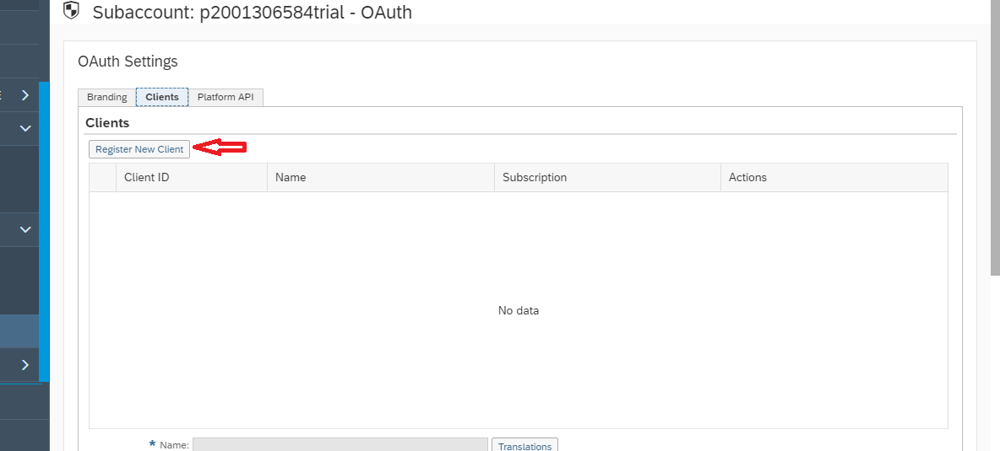 Subaccount: p2001306584trial - OAuth
OAuth Settings
Branding Clients Platform API
Clients
Register New Client
Client ID Name Subscription Actions
No data
* Name: Translations